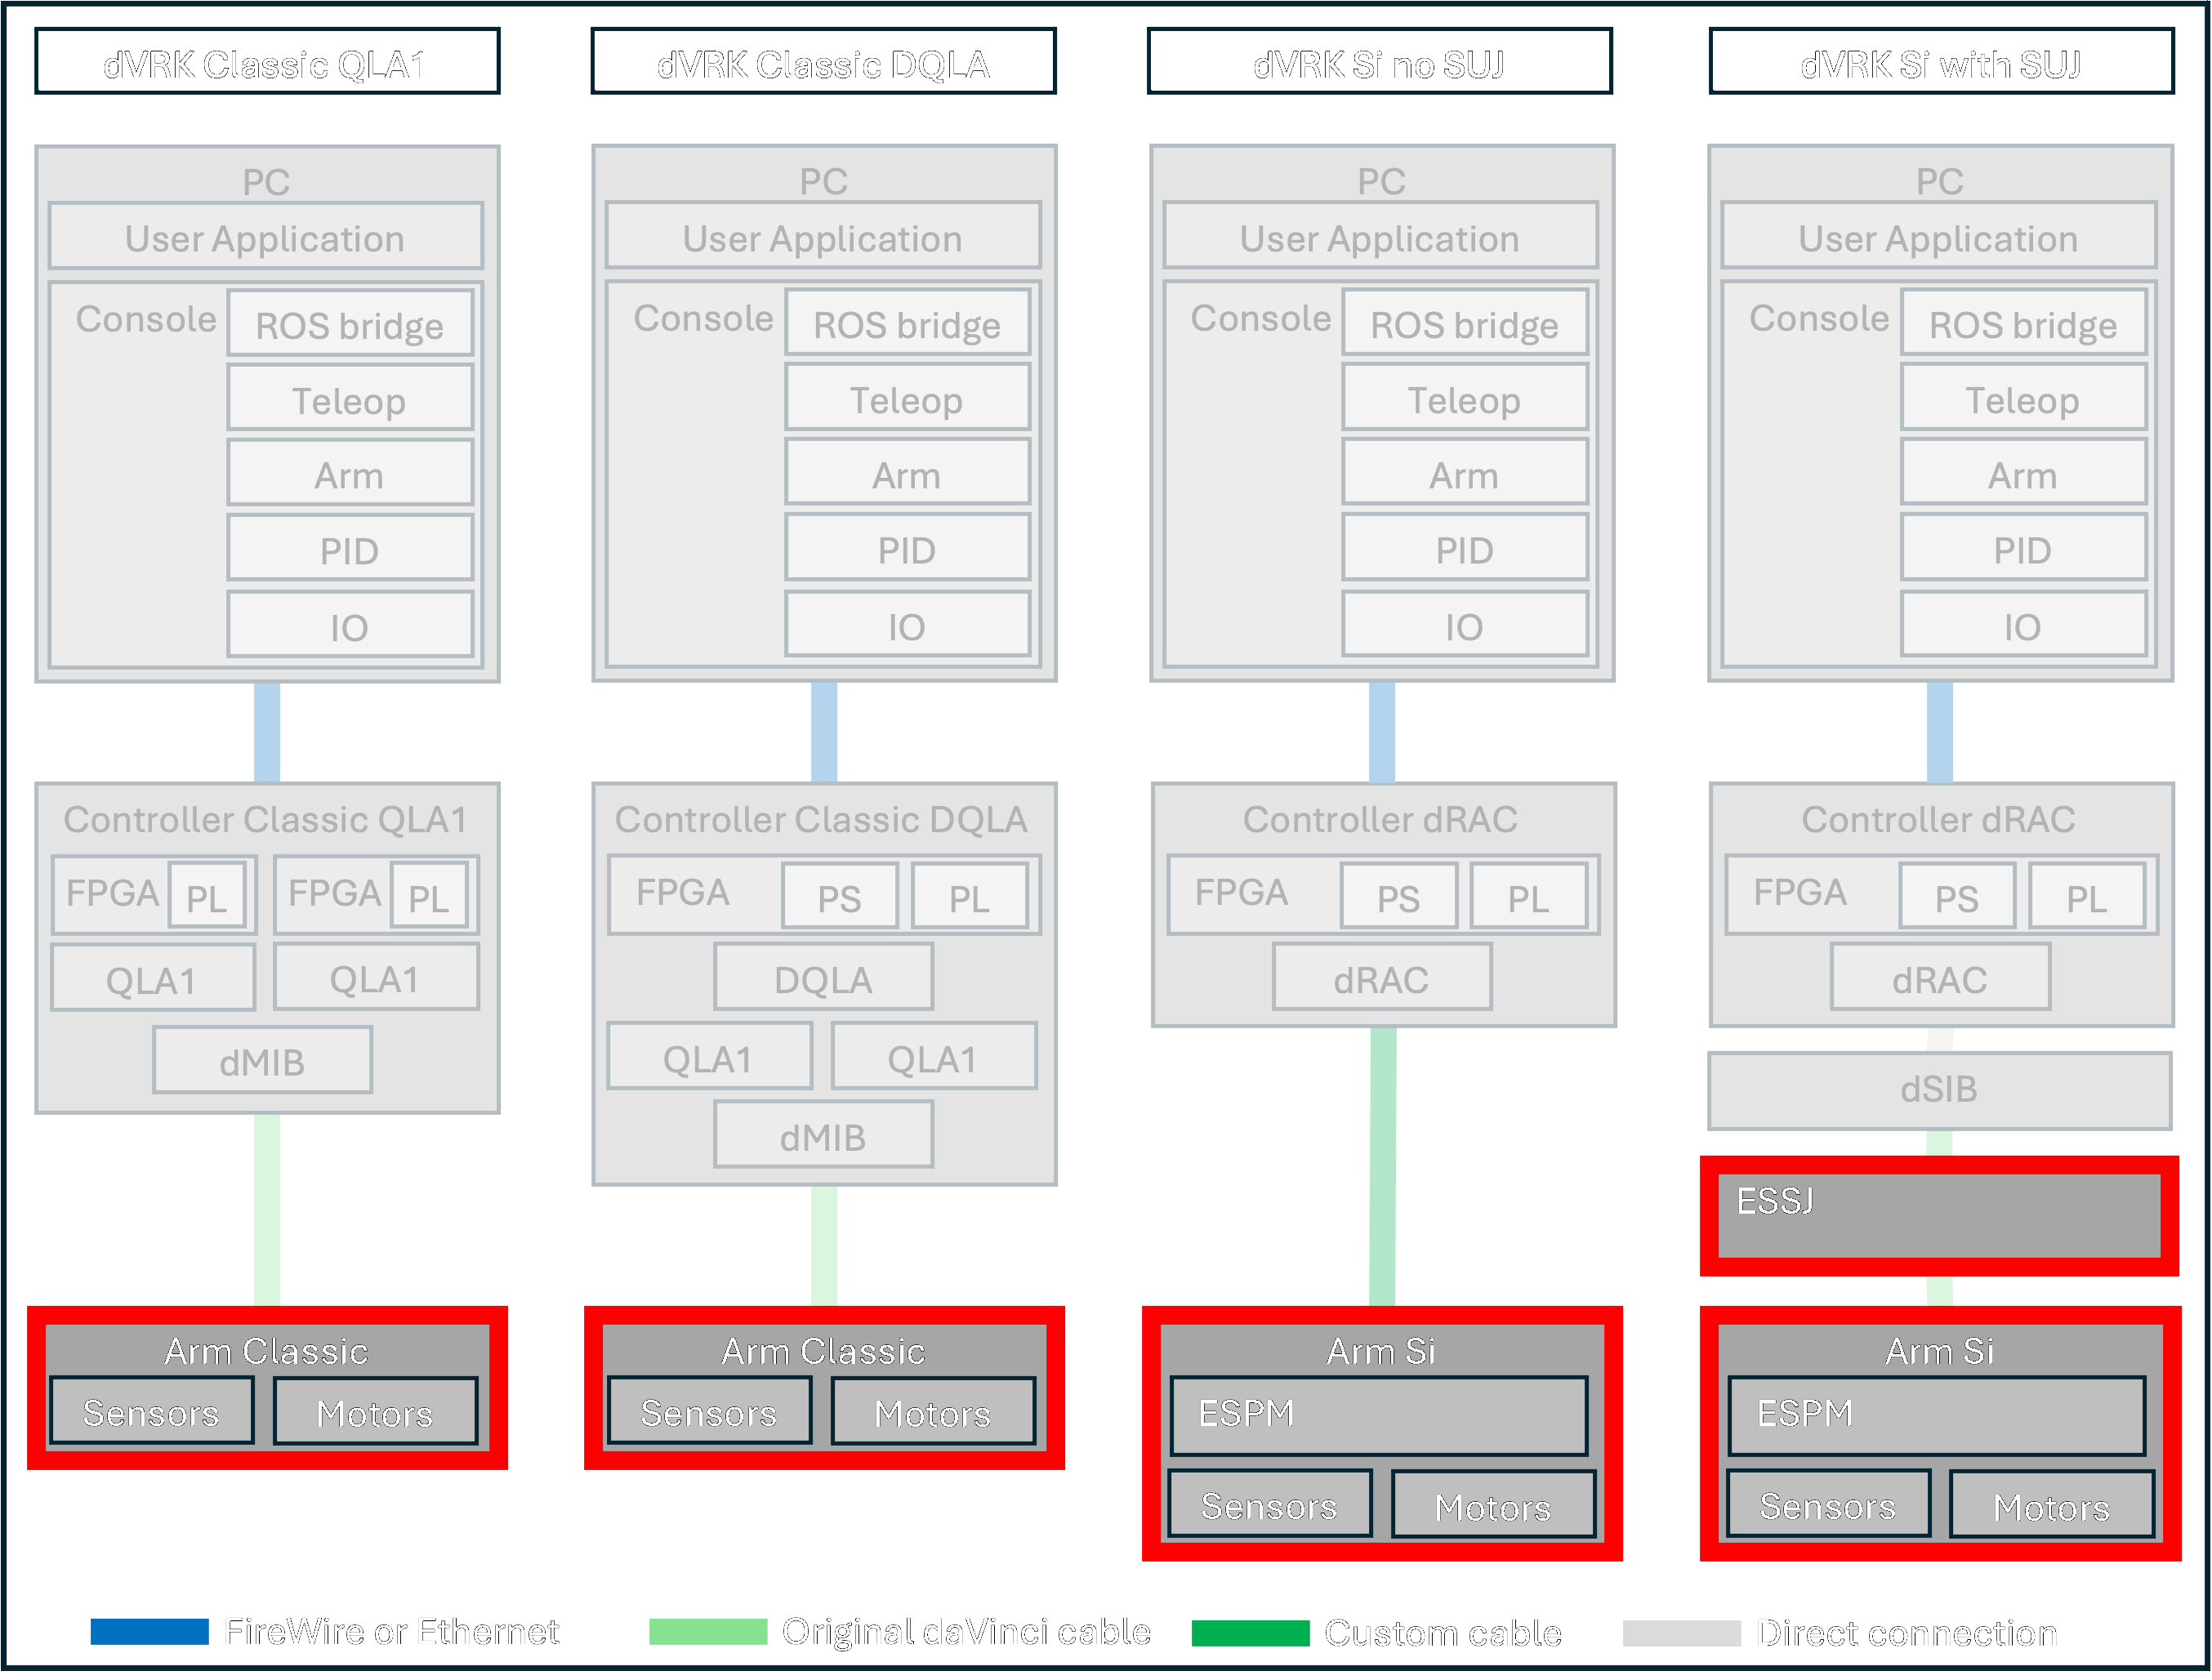 dVRK Classic QLA1
PC
User Application
Console
ROS bridge
Teleop
Arm
PID
IO
Controller Classic QLA1
FPGA
PL
FPGA
PL
QLA1
QLA1
dMIB
Arm Classic
Sensors
Motors
dVRK Classic DQLA
PC
User Application
Console
ROS bridge
Teleop
Arm
PID
IO
Controller Classic DQLA
FPGA
PS
PL
DQLA
QLA1
QLA1
dMIB
Arm Classic
Sensors
Motors
dVRK Si no SUJ
PC
User Application
Console
ROS bridge
Teleop
Arm
PID
IO
Controller dRAC
FPGA
PS
PL
dRAC
Arm Si
ESPM
Sensors
Motors
dVRK Si with SUJ
PC
User Application
Console
ROS bridge
Teleop
Arm
PID
IO
Controller dRAC
FPGA
PS
PL
dRAC
dSIB
ESSJ
Arm Si
ESPM
Sensors
Motors
FireWire or Ethernet
Original daVinci cable
Custom cable
Direct connection